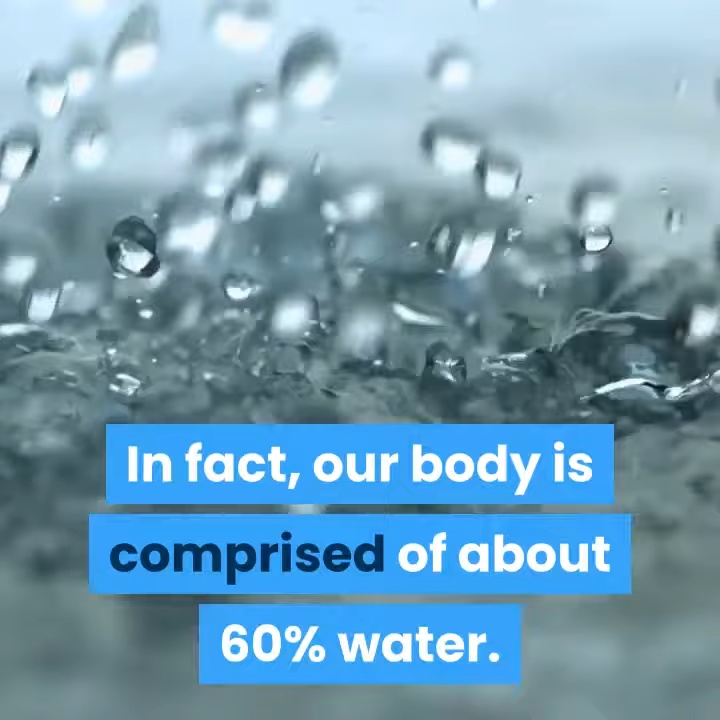 In fact, our body is
comprised of about
60% water.